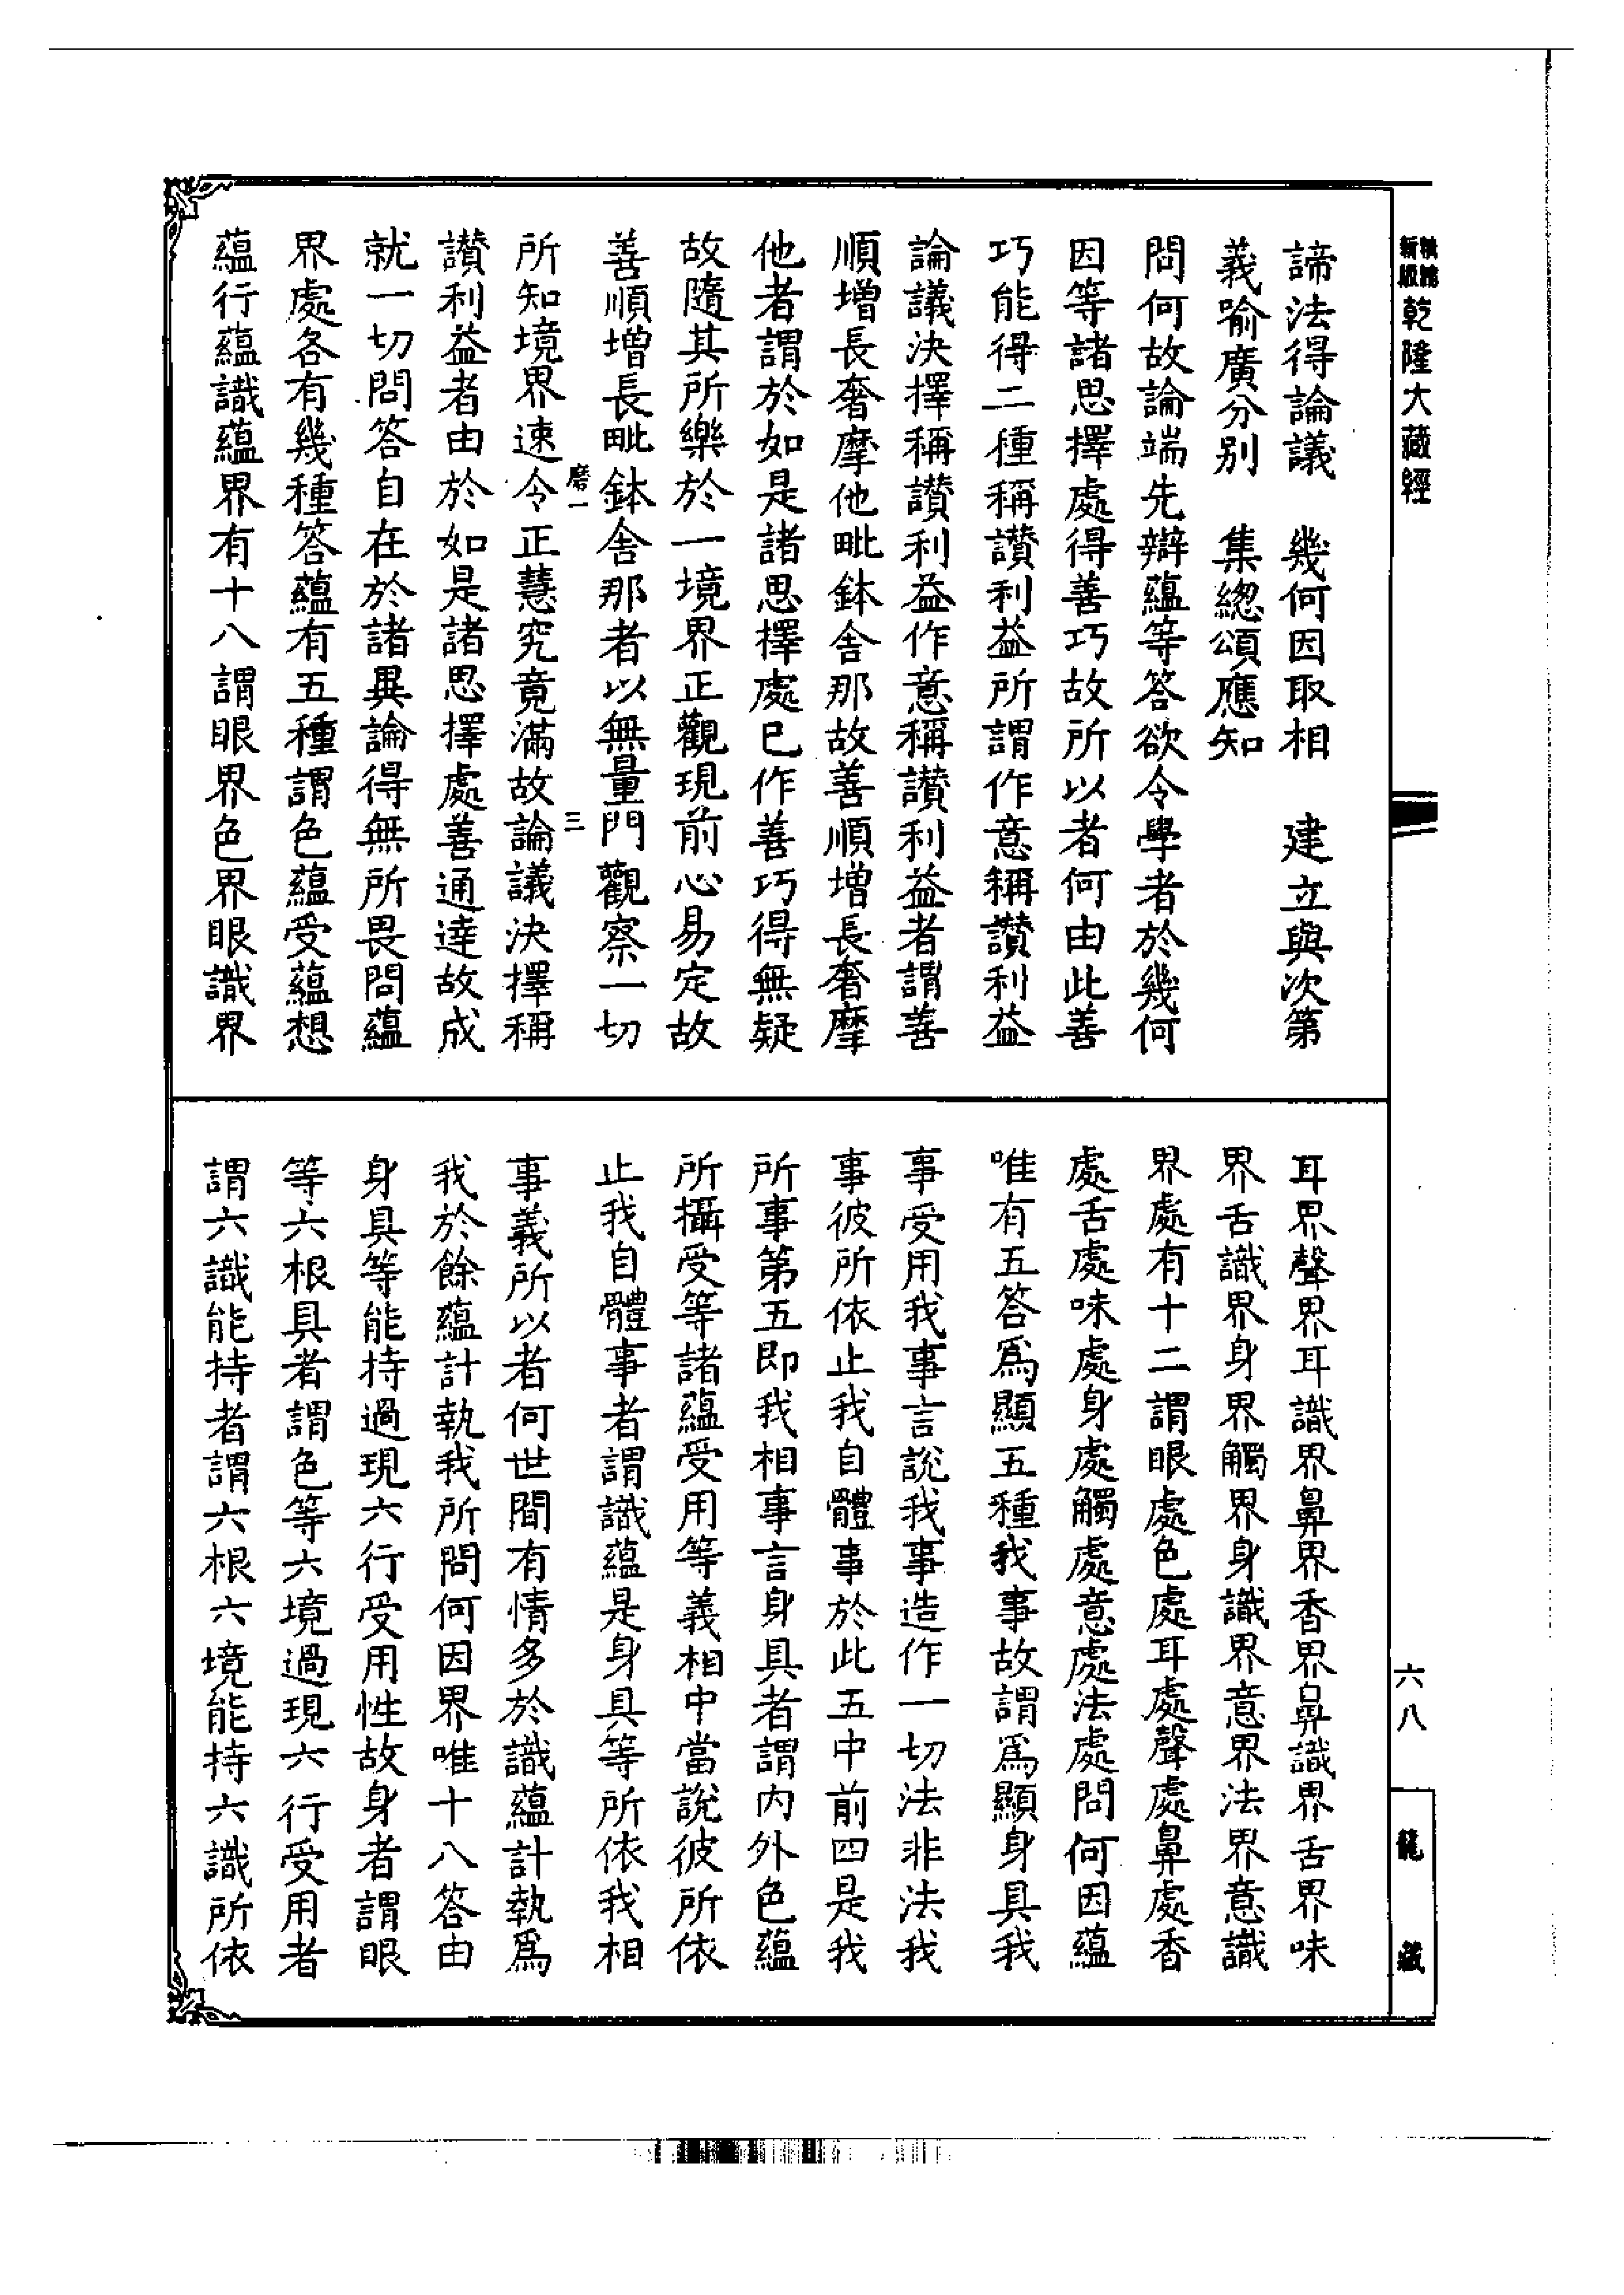 乾隆大藏經
諦法得論議　幾何因取相　建立與次第
義喻廣分別　集緫頌應知
問何故論端先辯蘊等答欲令學者於幾何
因等諸思擇處得善巧故所以者何由此善
巧能得二種稱讚利益所謂作意稱讚利益
論議決擇稱讚利益作意稱讚利益者謂善
順增長奢摩他毗鉢舍那故善順增長奢摩
他者謂於如是諸思擇處已作善巧得無疑
故隨其所樂於一境界正觀現前心易定故
善順增長毗鉢舍那者以無量門觀察一切
磨一　三
所知境界速令正慧究竟滿故論議決擇稱
讚利益者由於如是諸思擇處善通達故成
就一切問答自在於諸異論得無所畏問蘊
界處各有幾種答蘊有五種謂色蘊受蘊想
蘊行蘊識蘊界有十八謂眼界色界眼識界
耳界聲界耳識界鼻界香界鼻識界舌界味
界舌識界身界觸界身識界意界法界意識
界處有十二謂眼處色處耳處聲處鼻處香
處舌處味處身處觸處意處法處問何因蘊
唯有五答爲顯五種我事故謂爲顯身具我
事受用我事言說我事造作一切法非法我
事彼所依止我自體事於此五中前四是我
所事第五即我相事言身具者謂內外色蘊
所攝受等諸蘊受用等義相中當說彼所依
止我自體事者謂識蘊是身具等所依我相
事義所以者何世間有情多於識蘊計執爲
我於餘蘊計執我所問何因界唯十八答由
身具等能持過現六行受用性故身者謂眼
等六根具者謂色等六境過現六行受用者
謂六識能持者謂六根六境能持六識所依
六八
龍藏